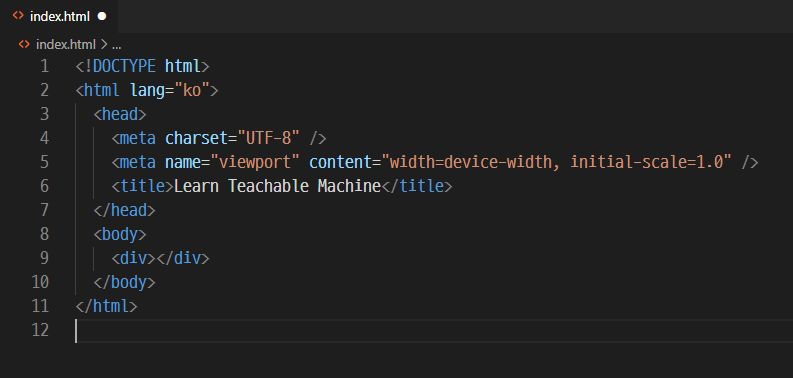 index.html
index.html > ...
1 <!DOCTYPE html>
2 <html lang="ko">
3   <head>
4     <meta charset="UTF-8" />
5     <meta name="viewport" content="width=device-width, initial-scale=1.0" />
6     <title>Learn Teachable Machine</title>
7   </head>
8   <body>
9     <div></div>
10   </body>
11 </html>
12